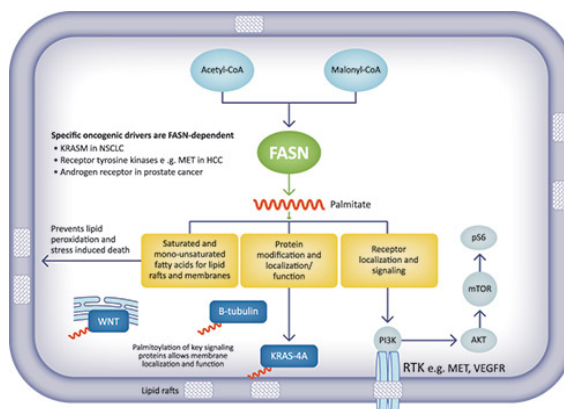 Acetyl-CoA
Malonyl-CoA
Specific oncogenic drivers are FASN-dependent
• KRASM in NSCLC
• Receptor tyrosine kinases e .g. MET in HCC
• Androgen receptor in prostate cancer
FASN
Palmitate
Prevents lipid
peroxidation and
stress induced death
Saturated and
mono-unsaturated
fatty acids for lipid
rafts and membranes
Protein
modification and
localization/
function
Receptor
localization and
signaling
pS6
mTOR
AKT
PI3K
WNT
B-tubulin
Palmitoylation of key signaling
proteins allows membrane
localization and function
KRAS-4A
RTK e.g. MET, VEGFR
Lipid rafts